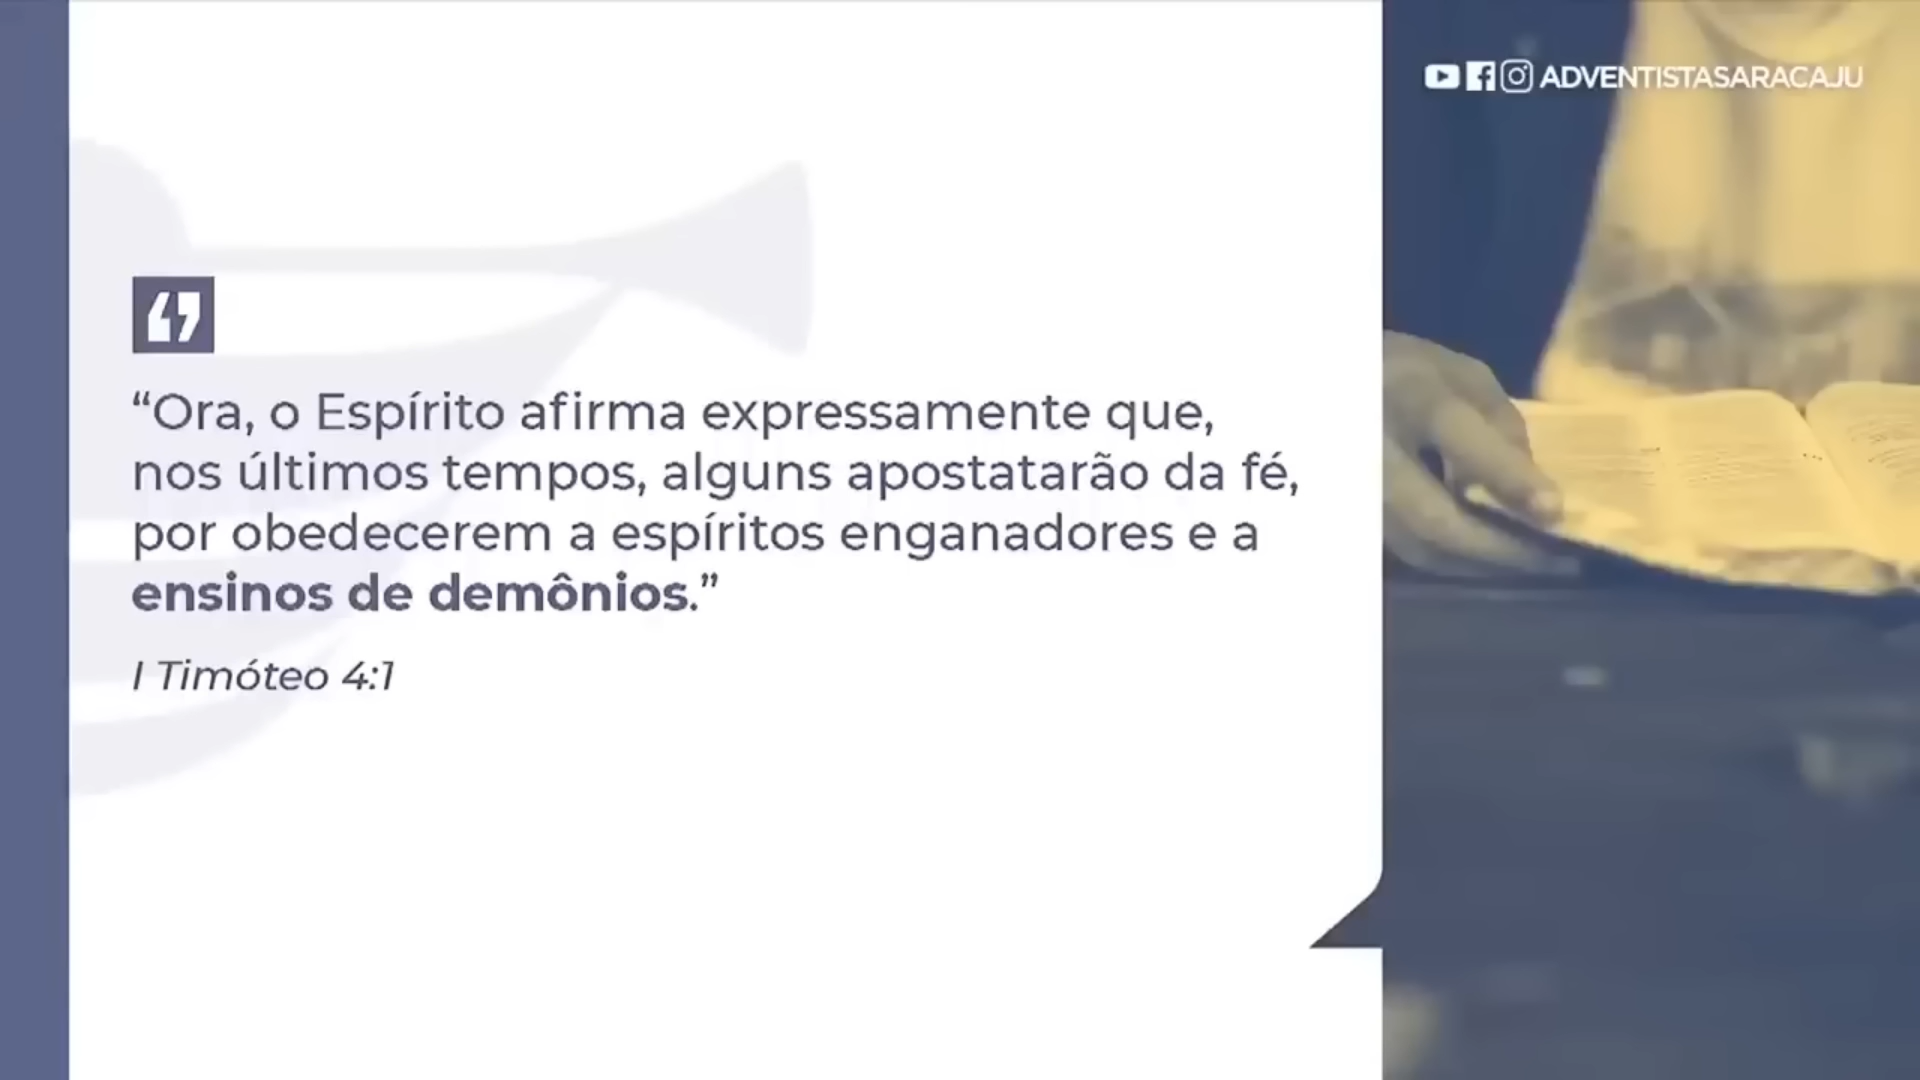 ADVENTISTASARACAJU
“Ora, o Espírito afirma expressamente que,
nos últimos tempos, alguns apostatarão da fé,
por obedecerem a espíritos enganadores e a
ensinos de demônios.”
I Timóteo 4:1